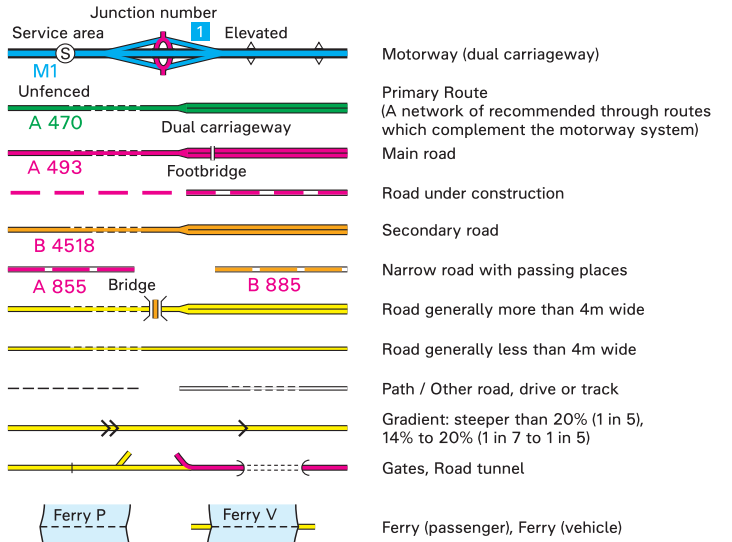 Junction number
Service area
1
Elevated
S
Motorway (dual carriageway)
M1
Unfenced
Primary Route
(A network of recommended through routes
which complement the motorway system)
A 470
Dual carriageway
Main road
A 493
Footbridge
Road under construction
Secondary road
B 4518
Narrow road with passing places
A 855
Bridge
B 885
Road generally more than 4m wide
Road generally less than 4m wide
Path / Other road, drive or track
Gradient: steeper than 20% (1 in 5),
14% to 20% (1 in 7 to 1 in 5)
Gates, Road tunnel
Ferry P
Ferry V
Ferry (passenger), Ferry (vehicle)